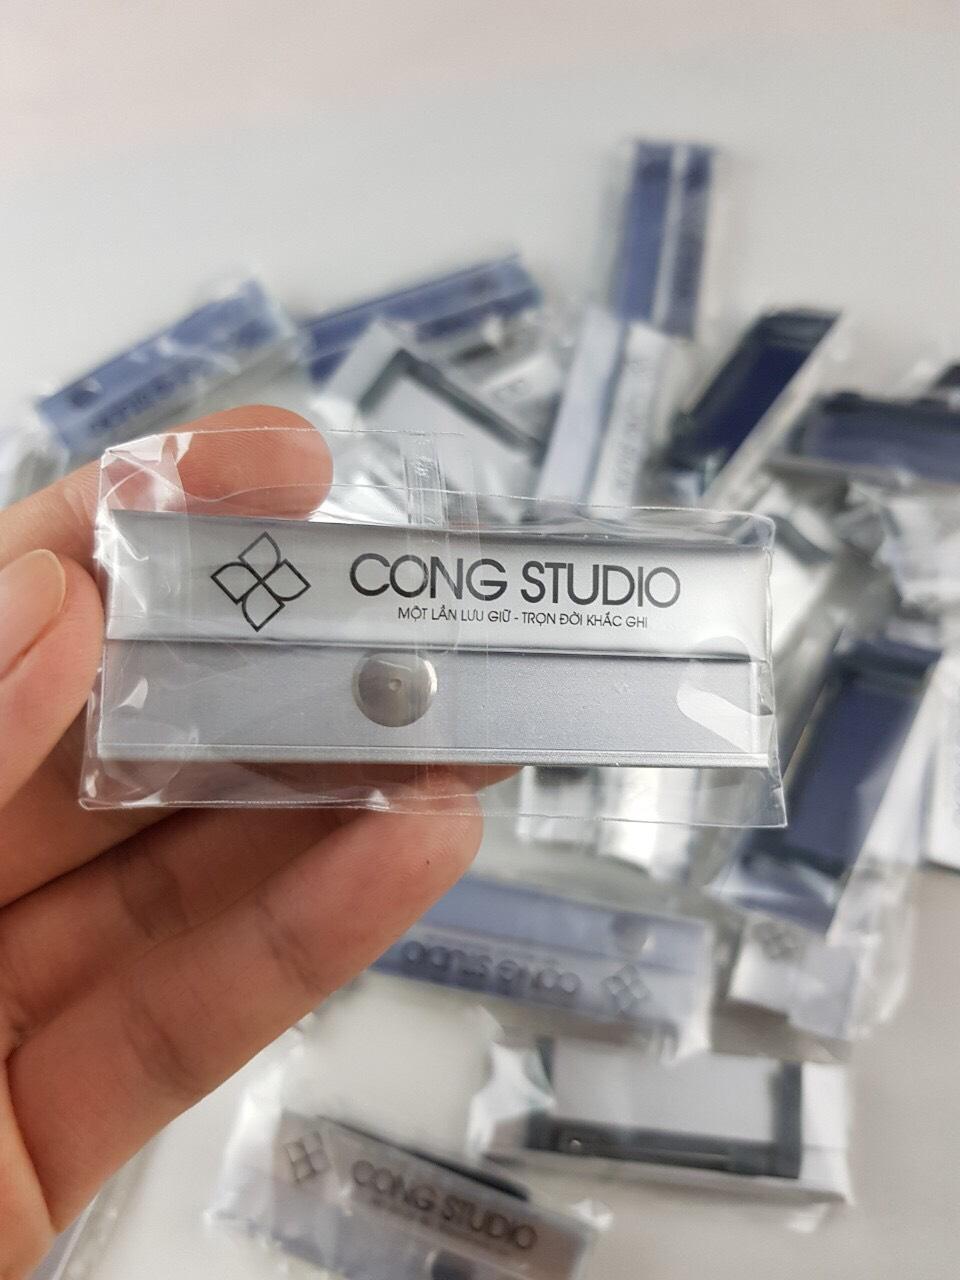 CONG STUDIO
MỘT LẦN LƯU GIỮ - TRỌN ĐỜI KHẮC GHI
CONG STUDIO
CONG STUDIO